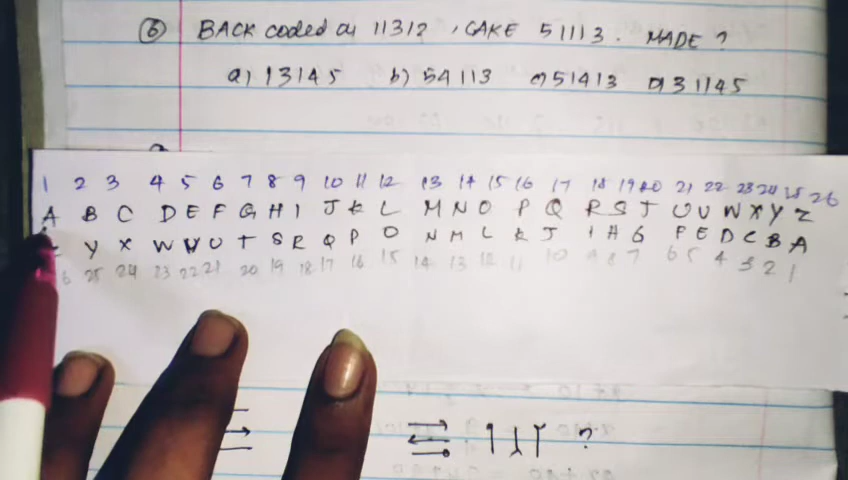 ⑥ BACK coded as 11312, CAKE 51113. MADE ?
a) 13145 b) 54113 c) 51413 d) 31145
1 2 3 4 5 6 7 8 9 10 11 12 13 14 15 16 17 18 19 20 21 22 23 24 25 26
A B C D E F G H I J K L M N O P Q R S T U V W X Y Z
Y X W V U T S R Q P O N M L K J I H G F E D C B A
6 25 24 23 22 21 20 19 18 17 16 15 14 13 12 11 10 9 8 7 6 5 4 3 2 1
?